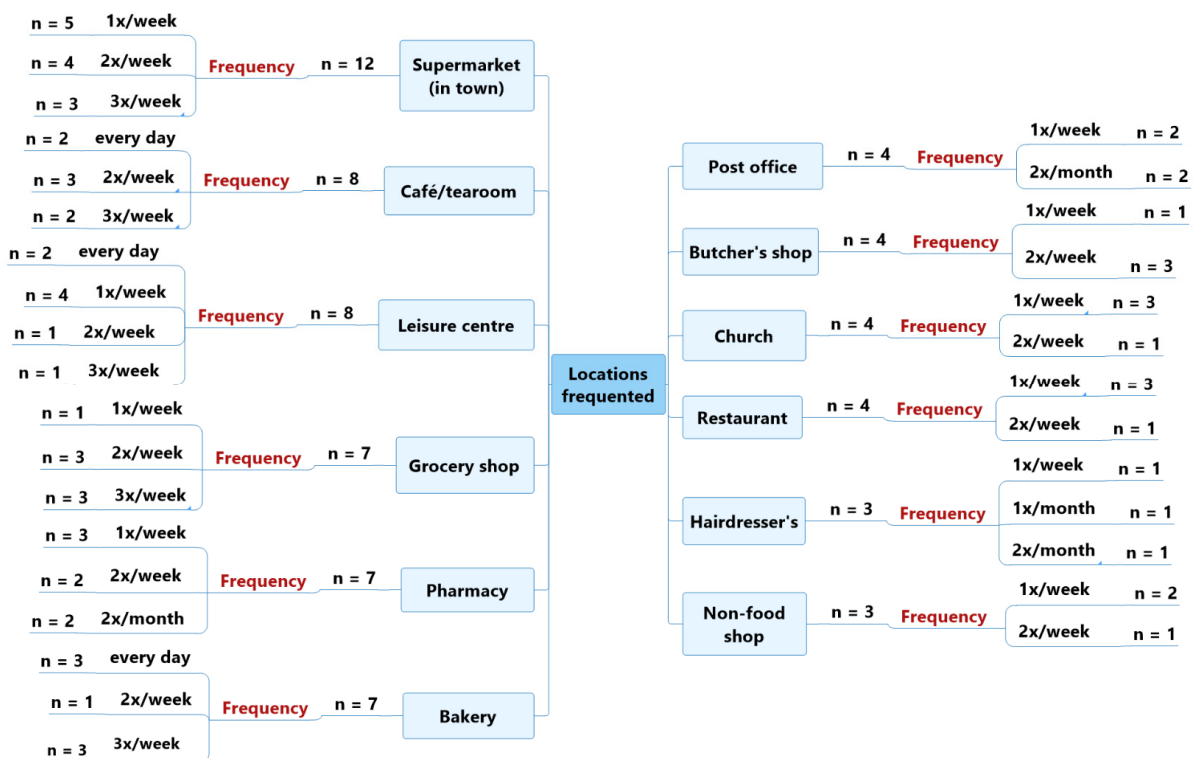 n = 5 1x/week
n = 4 2x/week
n = 3 3x/week
Frequency
n = 12
Supermarket
(in town)
n = 2 every day
n = 3 2x/week
n = 2 3x/week
Frequency
n = 8
Café/tearoom
n = 2 every day
n = 4 1x/week
n = 1 2x/week
n = 1 3x/week
Frequency
n = 8
Leisure centre
n = 1 1x/week
n = 3 2x/week
n = 3 3x/week
Frequency
n = 7
Grocery shop
n = 3 1x/week
n = 2 2x/week
n = 2 2x/month
Frequency
n = 7
Pharmacy
n = 3 every day
n = 1 2x/week
n = 3 3x/week
Frequency
n = 7
Bakery
Locations
frequented
Post office
n = 4
Frequency
1x/week n = 2
2x/month n = 2
Butcher's shop
n = 4
Frequency
1x/week n = 1
2x/week n = 3
Church
n = 4
Frequency
1x/week n = 3
2x/week n = 1
Restaurant
n = 4
Frequency
1x/week n = 3
2x/week n = 1
Hairdresser's
n = 3
Frequency
1x/week n = 1
1x/month n = 1
2x/month n = 1
Non-food
shop
n = 3
Frequency
1x/week n = 2
2x/week n = 1